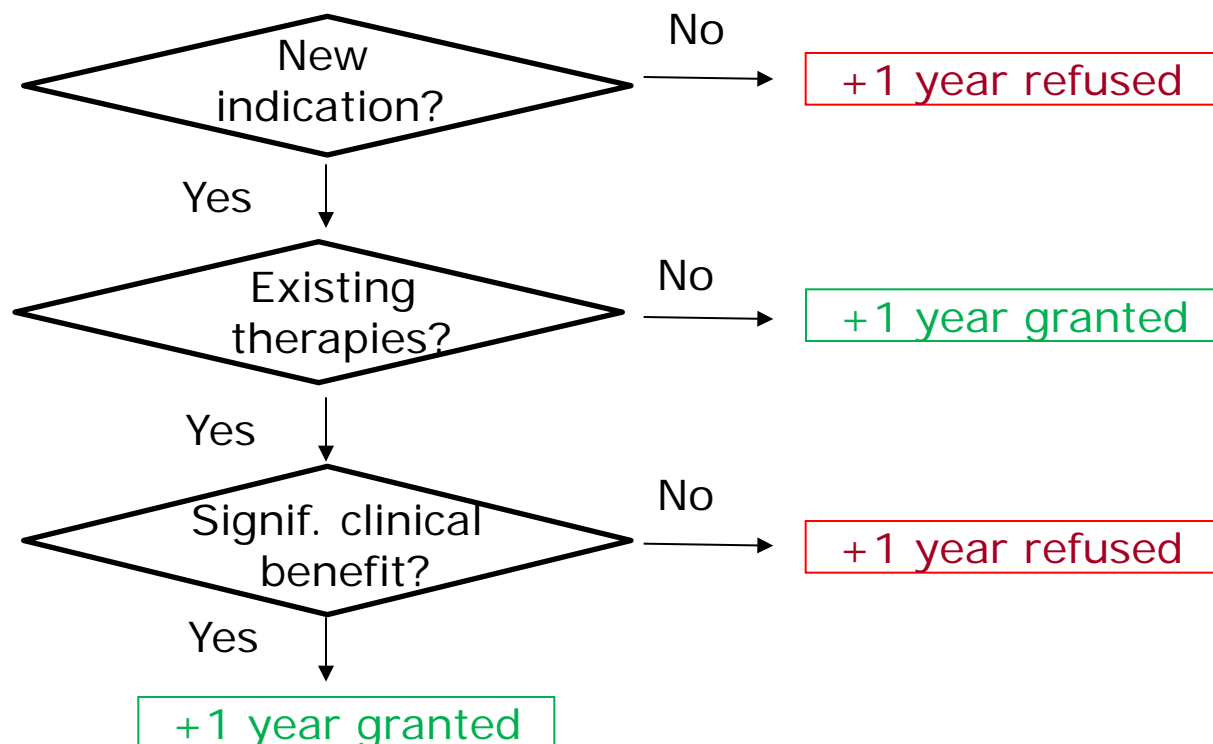 New
indication?
No
+1 year refused
Yes
Existing
therapies?
No
+1 year granted
Yes
Signif. clinical
benefit?
No
+1 year refused
Yes
+1 year granted